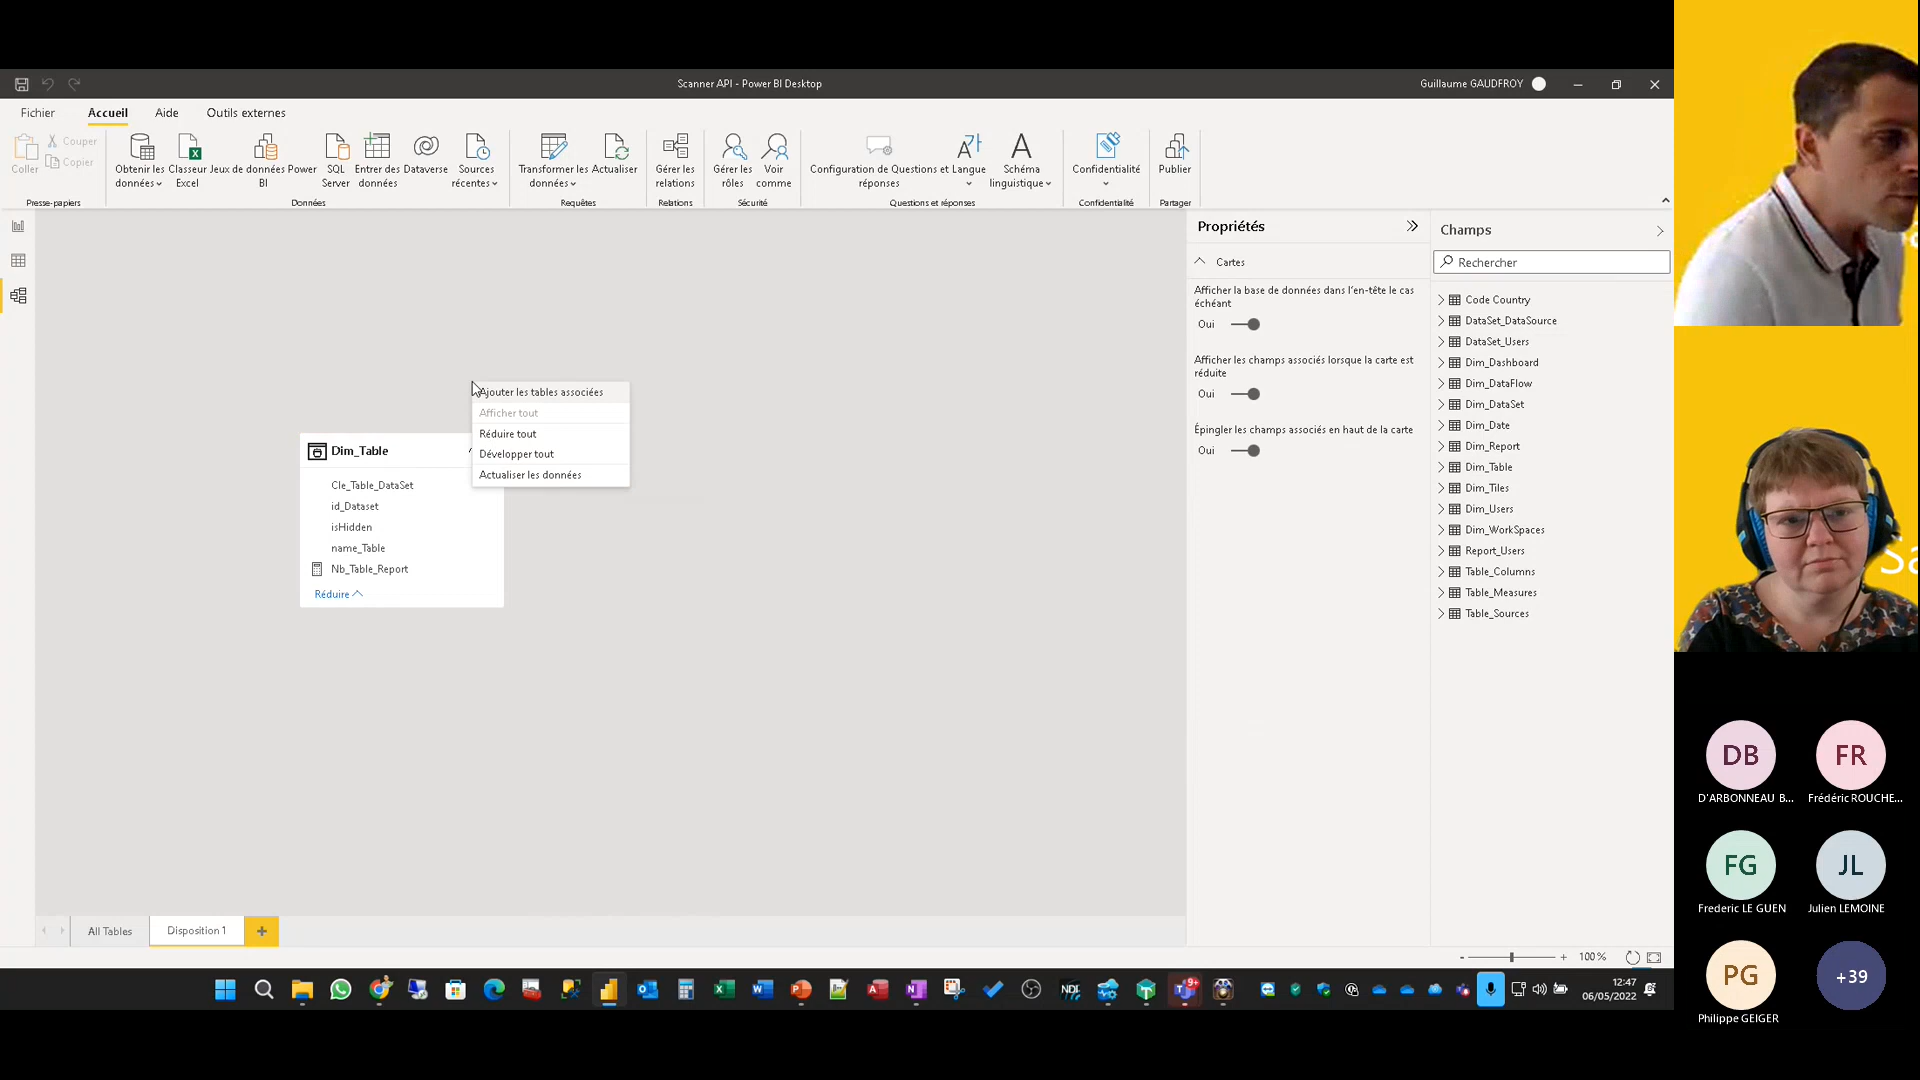 Scanner API - Power BI Desktop
Guillaume GAUDFROY
Fichier
Accueil
Aide
Outils externes
Coller
Couper
Copier
Presse-papiers
Obtenir les données
Classeur Excel
Jeux de données Power BI
SQL Server
Entrer des données
Dataverse
Sources récentes
Données
Transformer les données
Actualiser
Requêtes
Gérer les relations
Relations
Gérer les rôles
Voir comme
Sécurité
Configuration de Questions et réponses
Langue
Schéma linguistique
Questions et réponses
Confidentialité
Confidentialité
Publier
Partager
Ajouter les tables associées
Afficher tout
Réduire tout
Développer tout
Actualiser les données
Dim_Table
Cle_Table_DataSet
id_Dataset
isHidden
name_Table
Nb_Table_Report
Réduire
Propriétés
Cartes
Afficher la base de données dans l'en-tête le cas
échéant
Oui
Afficher les champs associés lorsque la carte est
réduite
Oui
Épingler les champs associés en haut de la carte
Oui
Champs
Rechercher
Code Country
DataSet_DataSource
DataSet_Users
Dim_Dashboard
Dim_DataFlow
Dim_DataSet
Dim_Date
Dim_Report
Dim_Table
Dim_Tiles
Dim_Users
Dim_WorkSpaces
Report_Users
Table_Columns
Table_Measures
Table_Sources
All Tables
Disposition 1
+
- + 100 %
NDI
9+
12:47
06/05/2022
Sa
DB
D'ARBONNEAU B...
FR
Frédéric ROUCHE...
FG
Frederic LE GUEN
JL
Julien LEMOINE
PG
Philippe GEIGER
+39